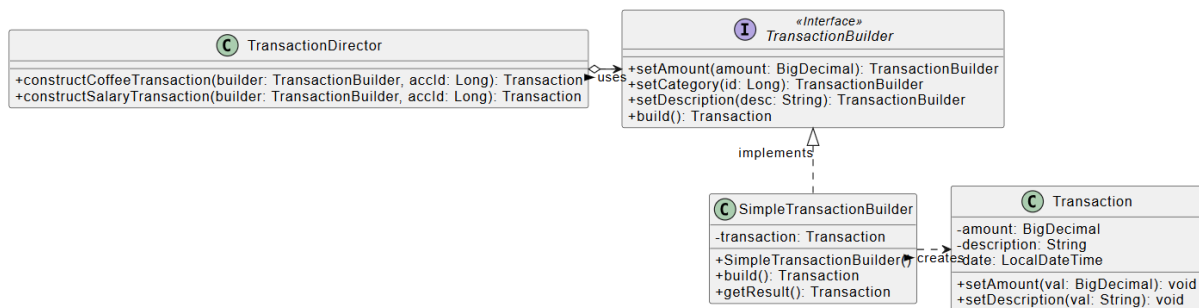 C TransactionDirector
+constructCoffeeTransaction(builder: TransactionBuilder, accId: Long): Transaction
+constructSalaryTransaction(builder: TransactionBuilder, accId: Long): Transaction
uses
«Interface»
I TransactionBuilder
+setAmount(amount: BigDecimal): TransactionBuilder
+setCategory(id: Long): TransactionBuilder
+setDescription(desc: String): TransactionBuilder
+build(): Transaction
implements
C SimpleTransactionBuilder
-transaction: Transaction
+SimpleTransactionBuilder()
+build(): Transaction
+getResult(): Transaction
creates
C Transaction
-amount: BigDecimal
-description: String
-date: LocalDateTime
+setAmount(val: BigDecimal): void
+setDescription(val: String): void